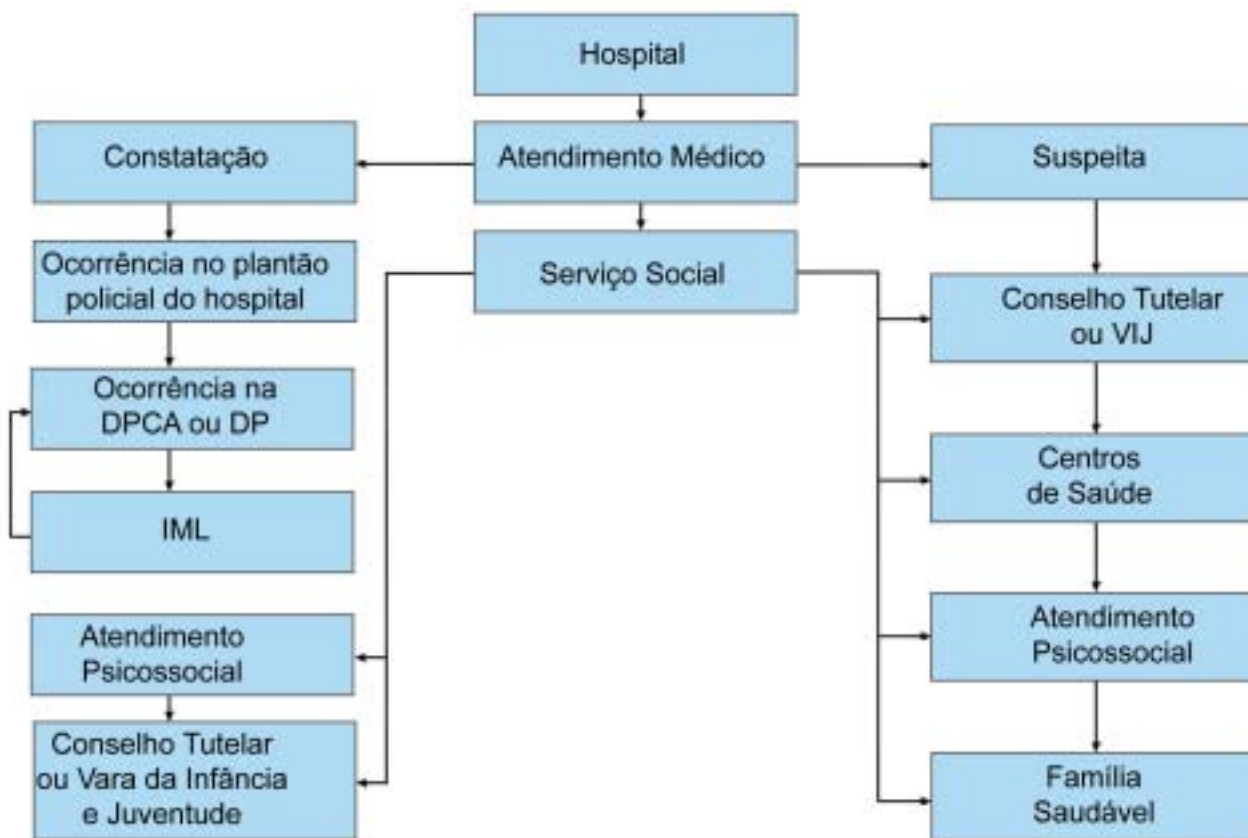 Hospital
Constatação
Atendimento Médico
Suspeita
Ocorrência no plantão
policial do hospital
Serviço Social
Conselho Tutelar
ou VIJ
Ocorrência na
DPCA ou DP
Centros
de Saúde
IML
Atendimento
Psicossocial
Atendimento
Psicossocial
Conselho Tutelar
ou Vara da Infância
e Juventude
Família
Saudável